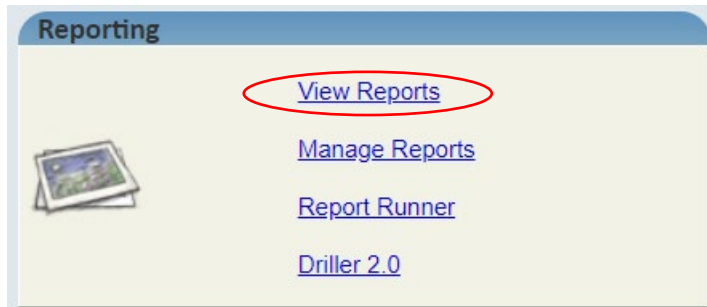 Reporting
View Reports
Manage Reports
Report Runner
Driller 2.0